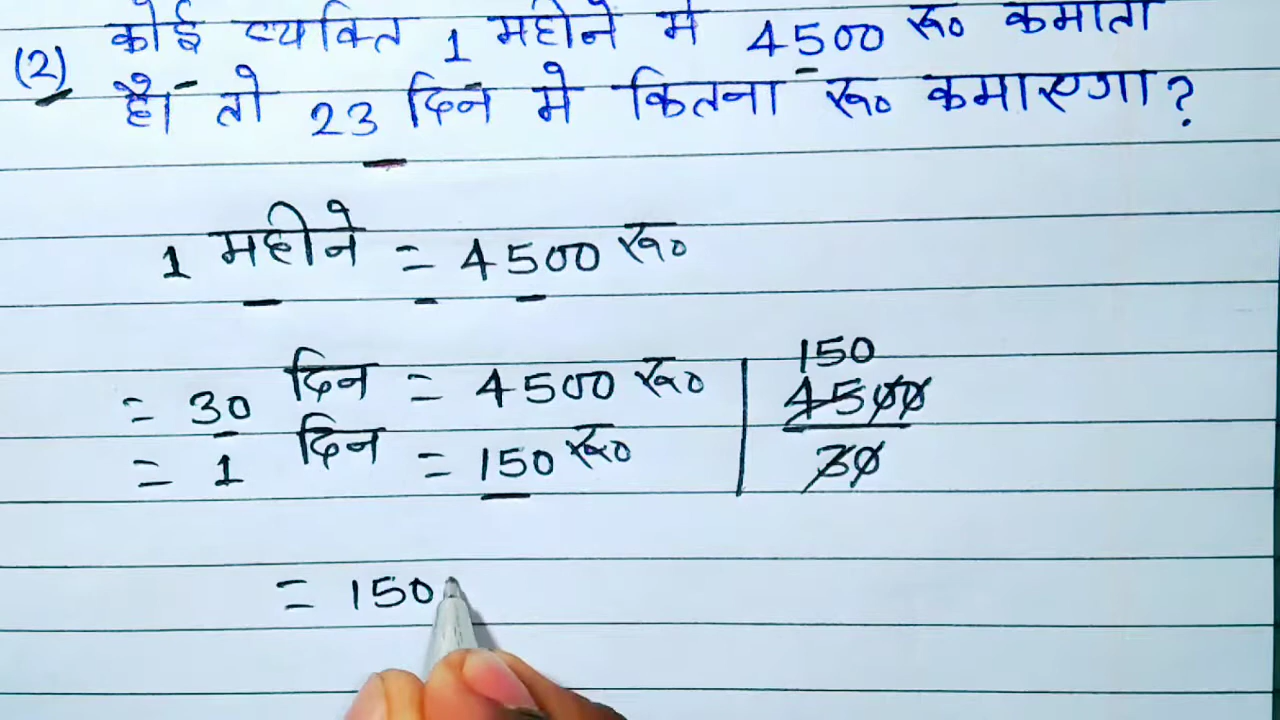 (2) कोई व्यक्ति 1 महीने में 4500 रू० कमाता
है। तो 23 दिन मे कितना रू० कमाएगा?
1 महीने = 4500 रू०
= 30 दिन = 4500 रू०
= 1 दिन = 150 रू०
150
4500
30
= 150